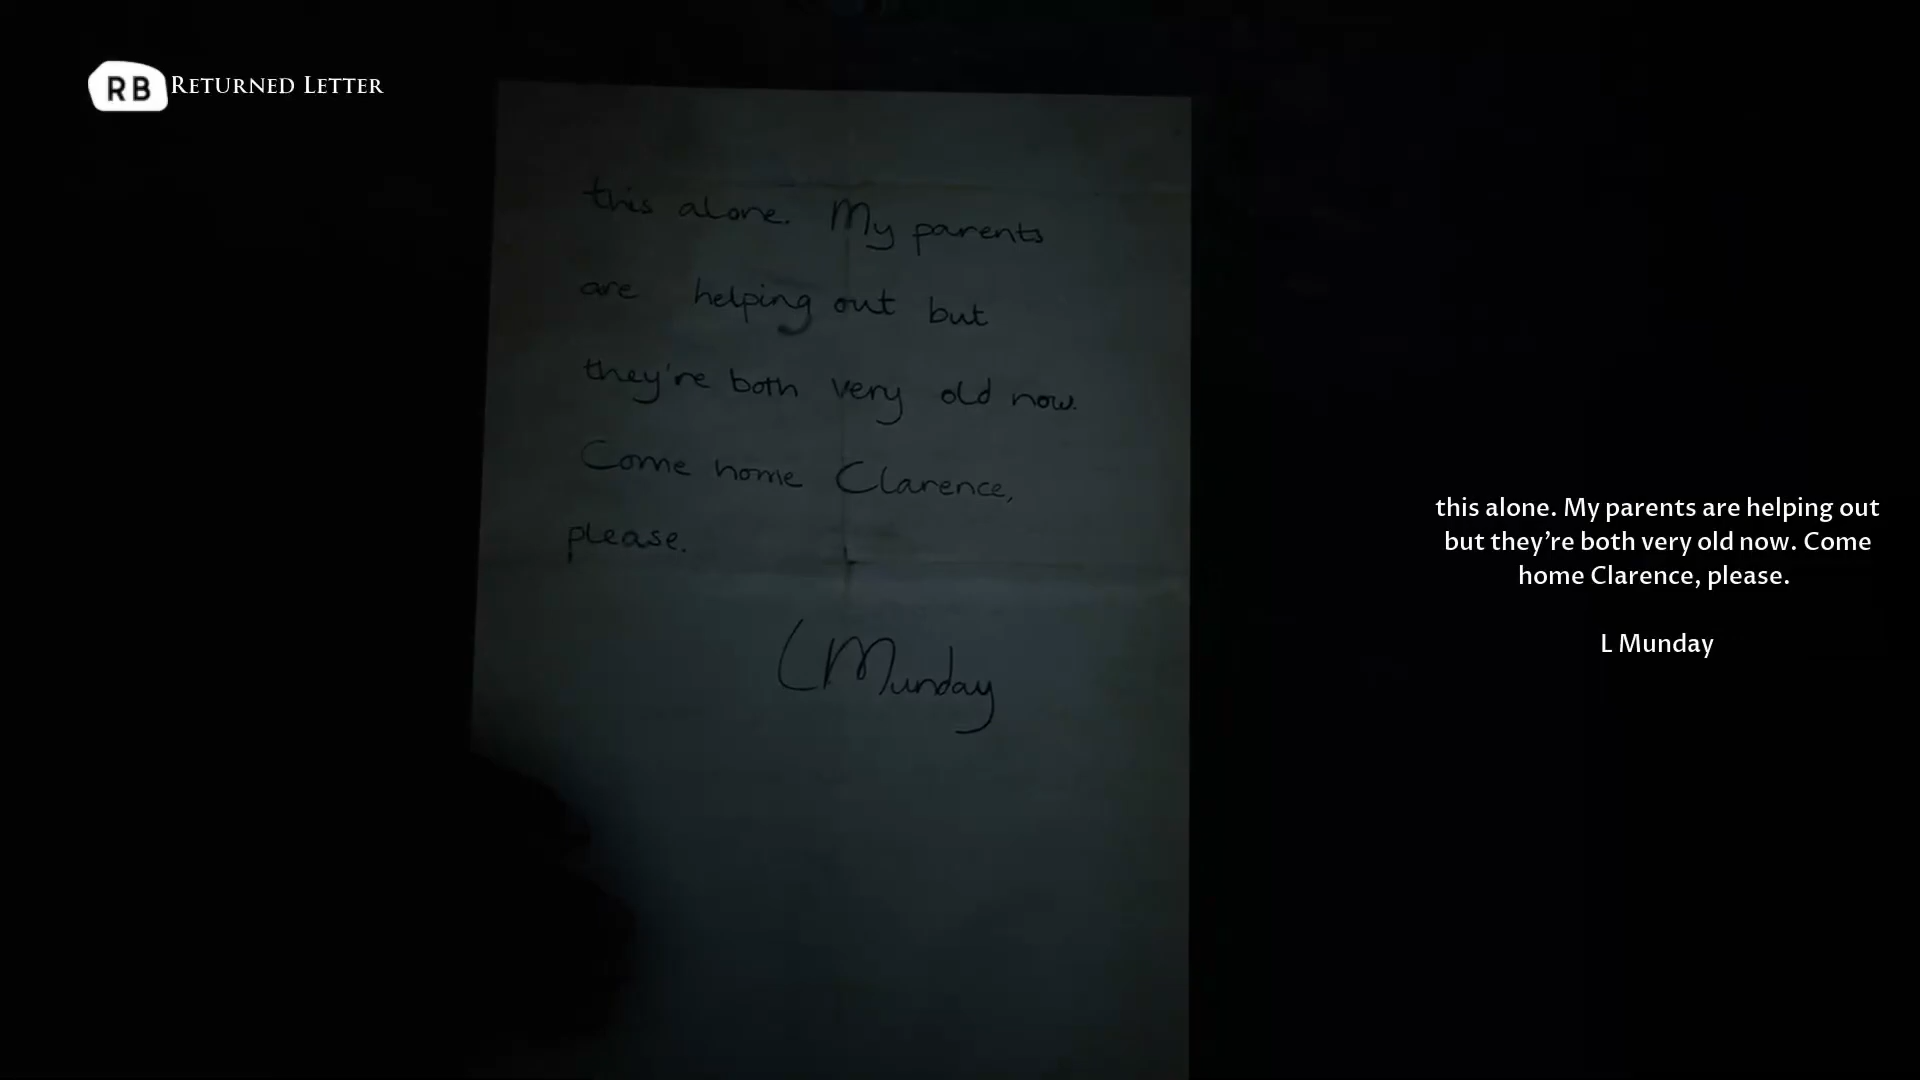 RB RETURNED LETTER
this alone. My parents
are helping out but
they're both very old now.
Come home Clarence,
please.
L Munday
this alone. My parents are helping out
but they’re both very old now. Come
home Clarence, please.
L Munday